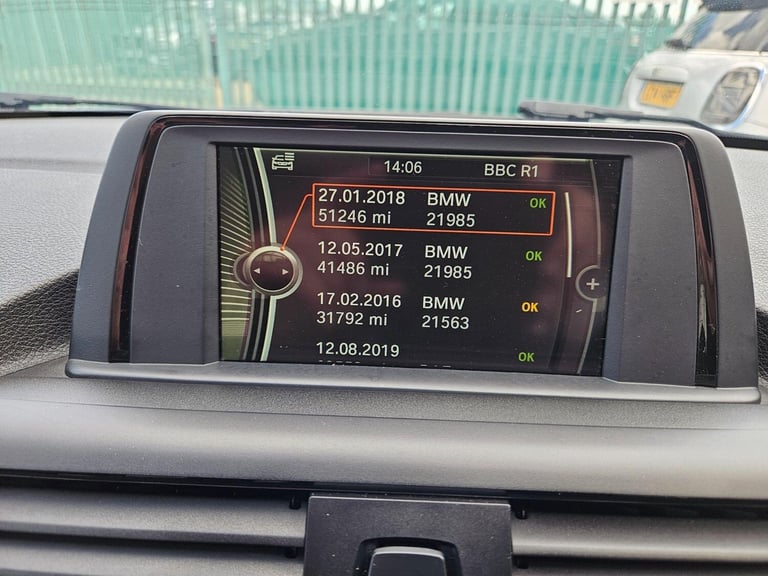 14:06 BBC R1
27.01.2018 BMW OK
51246 mi 21985
12.05.2017 BMW OK
41486 mi 21985
17.02.2016 BMW OK
31792 mi 21563
12.08.2019 OK